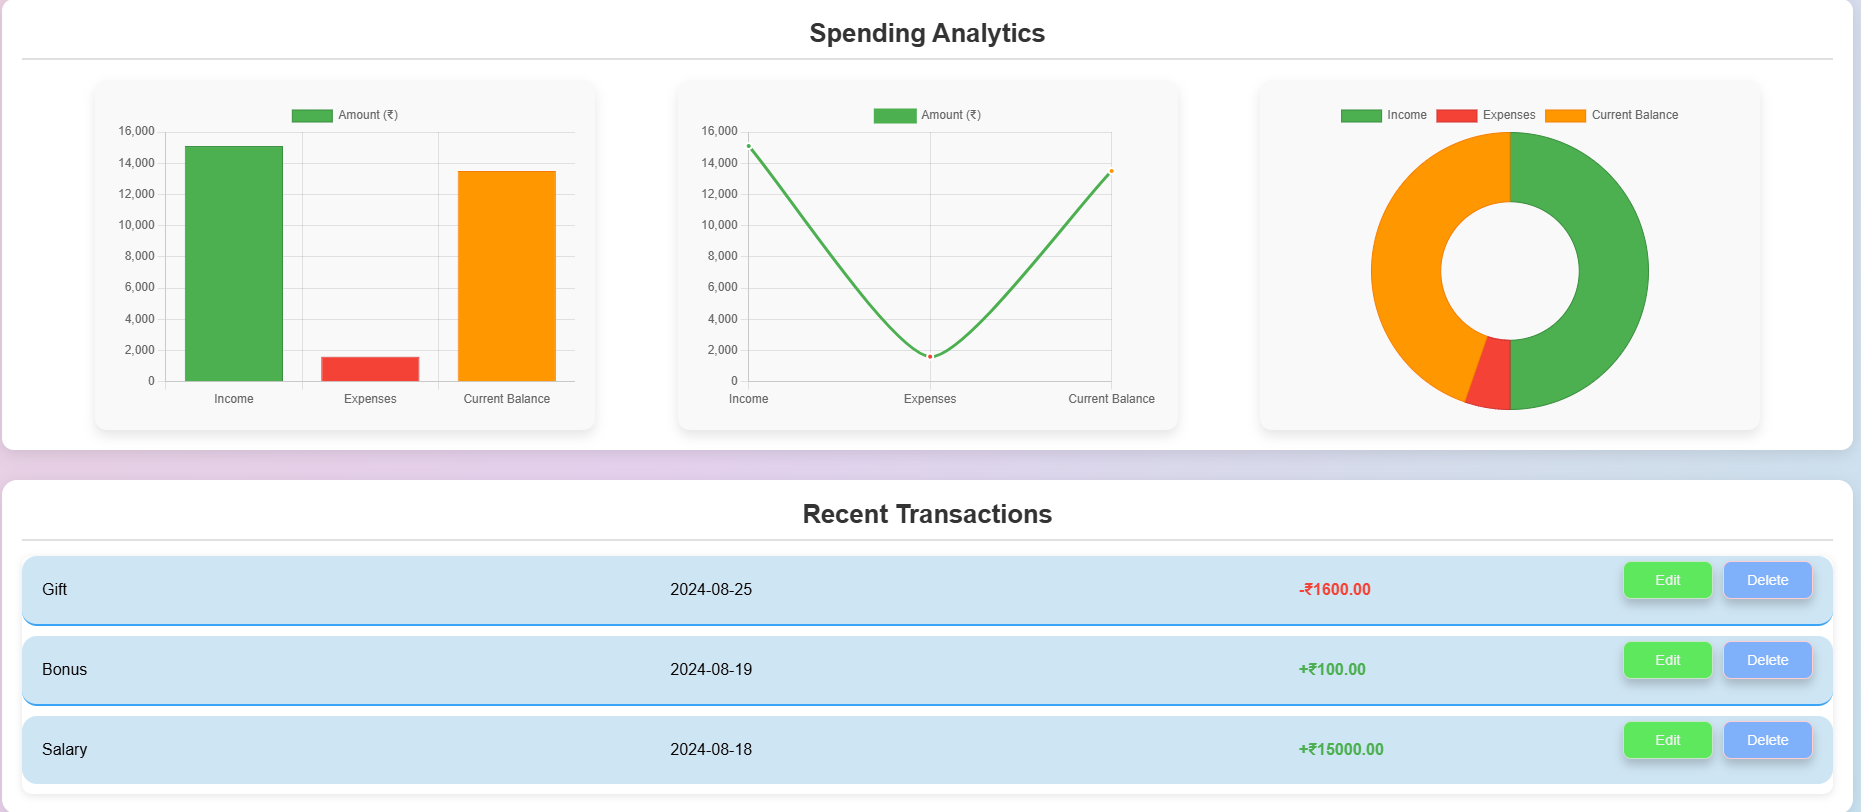 Spending Analytics
Amount (₹)
16,000
14,000
12,000
10,000
8,000
6,000
4,000
2,000
0
Income Expenses Current Balance
Amount (₹)
16,000
14,000
12,000
10,000
8,000
6,000
4,000
2,000
0
Income Expenses Current Balance
Income Expenses Current Balance
Recent Transactions
Gift 2024-08-25 -₹1600.00 Edit Delete
Bonus 2024-08-19 +₹100.00 Edit Delete
Salary 2024-08-18 +₹15000.00 Edit Delete